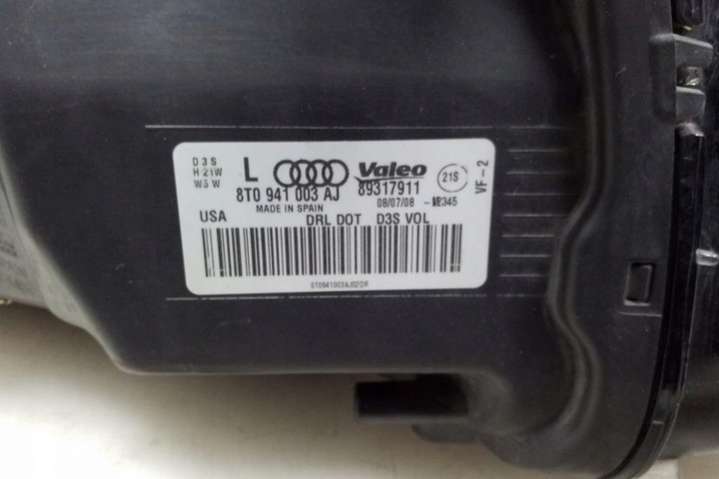 D3S
H 21W
W5W
L Valeo 21S
8T0 941 003 AJ 89317911
MADE IN SPAIN 08/07/08
USA DRL DOT D3S VOL
VF-2